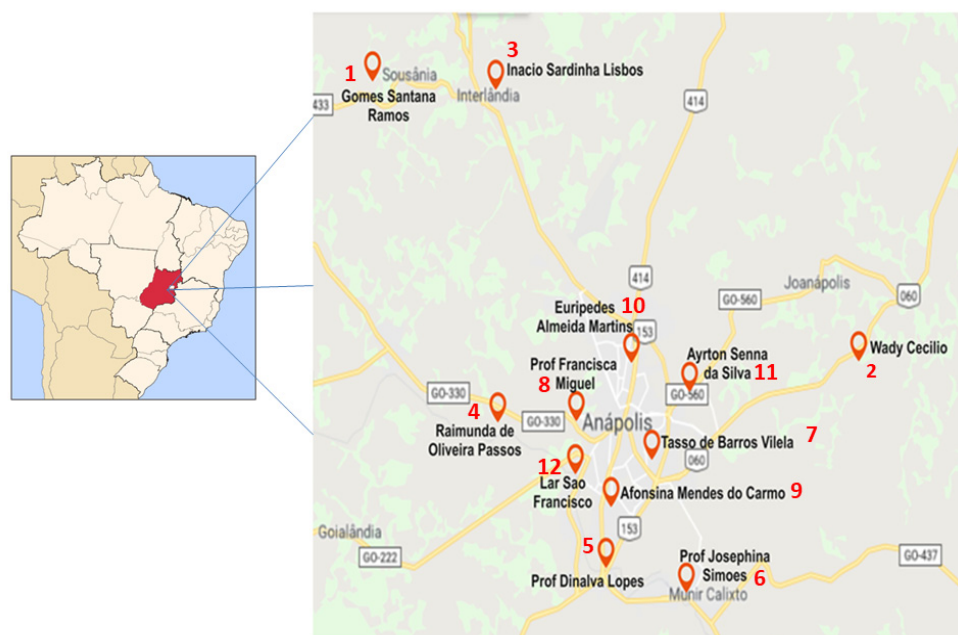 3
Inacio Sardinha Lisbos
1
Sousânia
Interlândia
Gomes Santana
Ramos
433
414
414
Joanápolis
GO-560
060
Euripedes 10
Almeida Martins
153
Wady Cecilio
2
Ayrton Senna
da Silva 11
Prof Francisca
8 Miguel
GO-330
GO-560
4
GO-330
Anápolis
Raimunda de
Oliveira Passos
Tasso de Barros Vilela 7
060
12
Lar Sao
Francisco
Afonsina Mendes do Carmo 9
Goialândia
153
GO-222
5
Prof Dinalva Lopes
Prof Josephina
Simoes 6
GO-437
Munir Calixto